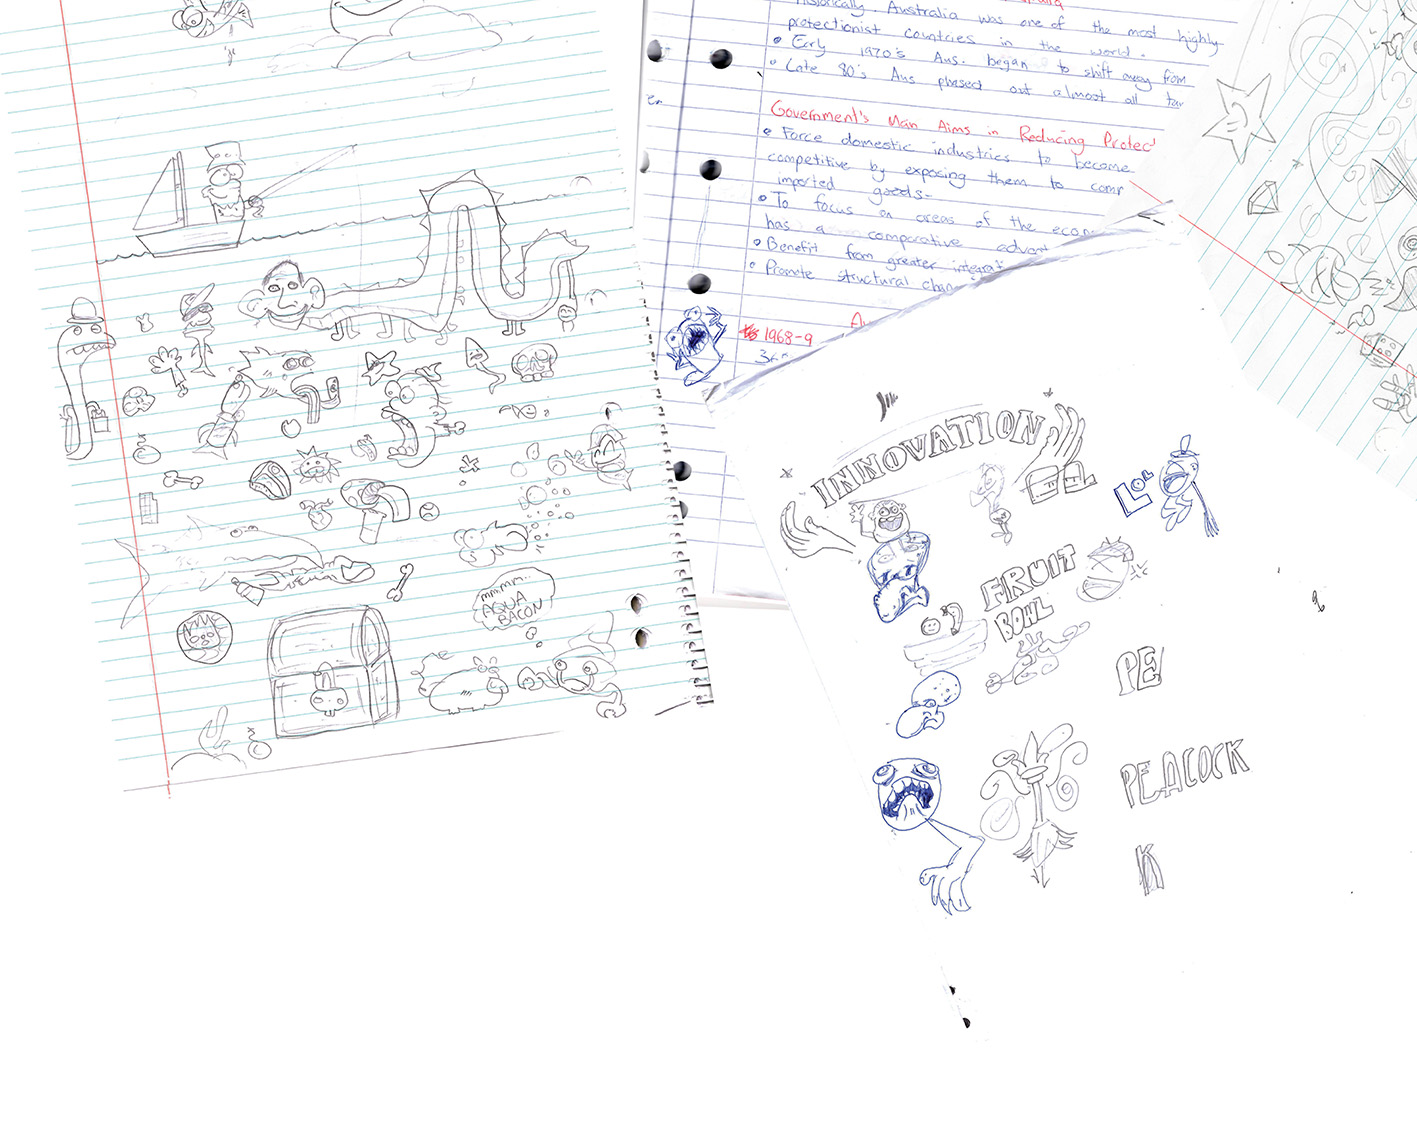 mmmm..
AQUA
BACON
Historically. Australia was one of the most highly
protectionist countries in the world.
• Early 1970's Aus. began to shift away from
• Late 80's Aus phased out almost all tar
Government's Man Aims in Reducing Protec
• Force domestic industries to become
competitive by exposing them to comp
imported goods.
• To focus on areas of the econ
has a comparative advant
• Benefit from greater integrat
• Promote structural chan
1968-9
INNOVATION
LOL
FRUIT
BOWL
PE
PEACOCK
K